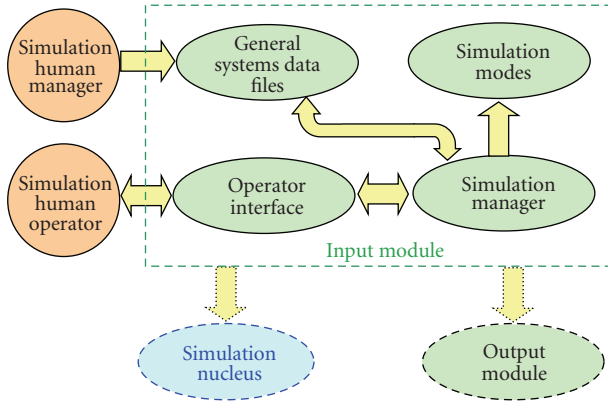 Simulation
human
manager
General
systems data
files
Simulation
modes
Simulation
human
operator
Operator
interface
Simulation
manager
Input module
Simulation
nucleus
Output
module